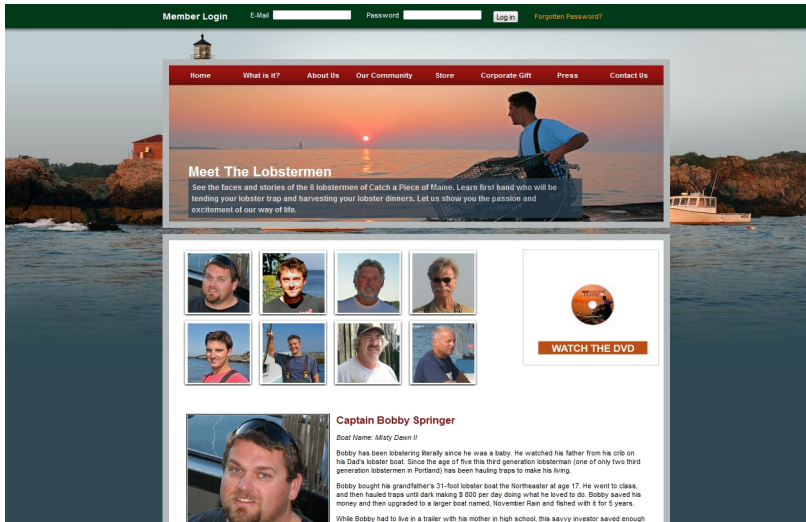 Member Login E-Mail Password Log in Forgotten Password?
Home What is it? About Us Our Community Store Corporate Gift Press Contact Us
Meet The Lobstermen
See the faces and stories of the 8 lobstermen of Catch a Piece of Maine. Learn first hand who will be
tending your lobster trap and harvesting your lobster dinners. Let us show you the passion and
excitement of our way of life.
WATCH THE DVD
Captain Bobby Springer
Boat Name: Misty Dawn II
Bobby has been lobstering literally since he was a baby. He watched his father from his crib on
his Dad's lobster boat. Since the age of five this third generation lobsterman (one of only two third
generation lobstermen in Portland) has been hauling traps to make his living.
Bobby bought his grandfather's 31-foot lobster boat the Northeaster at age 17. He went to class,
and then hauled traps until dark making $ 800 per day doing what he loved to do. Bobby saved his
money and then upgraded to a larger boat named, November Rain and fished with it for 5 years.
While Bobby had to live in a trailer with his mother in high school, this savvy investor saved enough